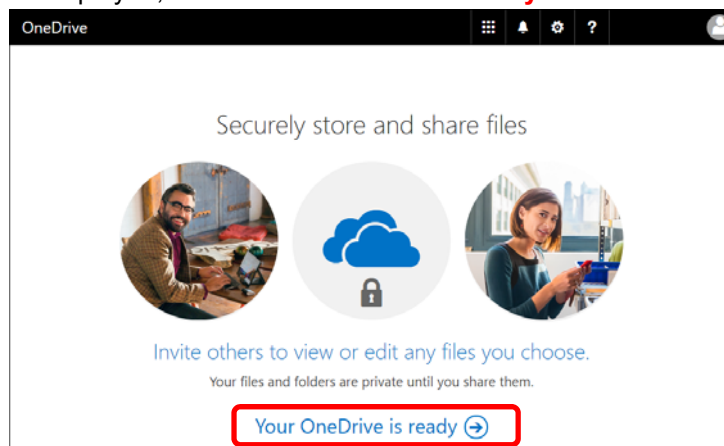 OneDrive ?
Securely store and share files
Invite others to view or edit any files you choose.
Your files and folders are private until you share them.
Your OneDrive is ready